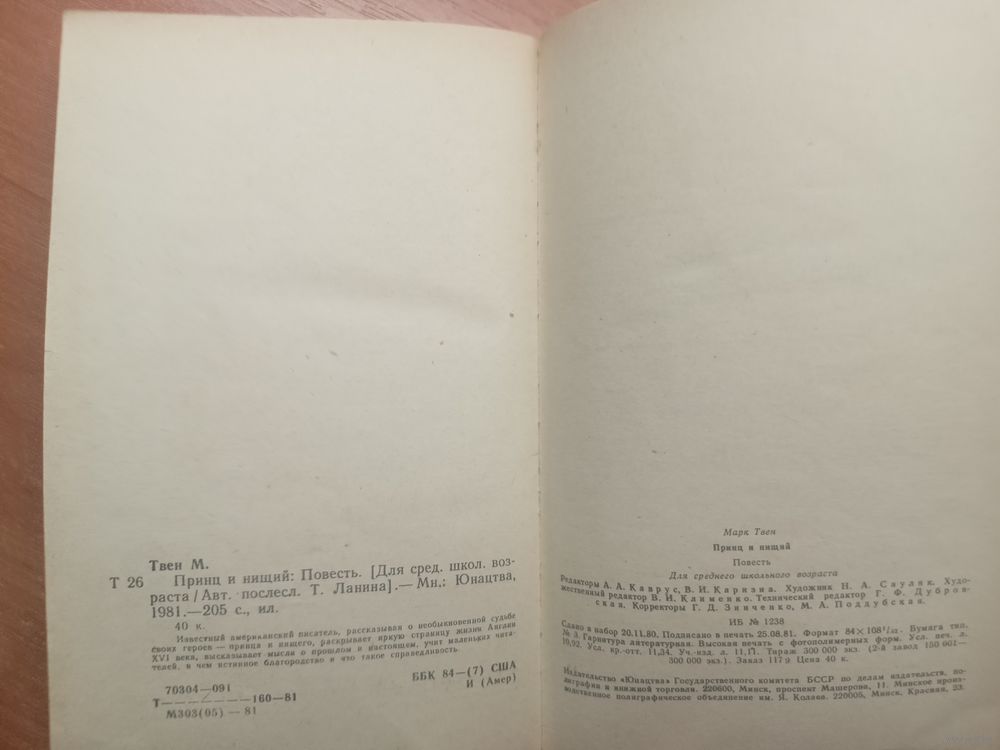 Твен М.
Т 26 Принц и нищий: Повесть. [Для сред. школ. воз-
раста / Авт. послесл. Т. Ланина].— Мн.: Юнацтва,
1981.—205 с., ил.
40 к.
Известный американский писатель, рассказывая о необыкновенной судьбе
своих героев — принца и нищего, раскрывает яркую страницу жизни Англии
XVI века, высказывает мысли о прошлом и настоящем, учит маленьких чита-
телей, в чем истинное благородство и что такое справедливость
70304—091
Т—————160—81
М303(05) — 81
ББК 84—(7) США
И (Амер)
Марк Твен
Принц и нищий
Повесть
Для среднего школьного возраста
Редакторы А. А. Каврус, В. И. Каризна. Художник Н. А. Сауляк. Худо-
жественный редактор В. И. Клименко. Технический редактор Г. Ф. Дубров-
ская. Корректоры Г. Д. Зинченко, М. А. Поддубская.
ИБ № 1238
Сдано в набор 20.11.80. Подписано в печать 25.08.81. Формат 84×108¹/₃₂. Бумага тип.
№ 3. Гарнитура литературная. Высокая печать с фотополимерных форм. Усл. печ. л.
10,92. Усл. кр.-отт. 11,34. Уч.-изд. л. 11,17. Тираж 300 000 экз. (2-й завод 150 001—
300 000 экз.). Заказ 1179 Цена 40 к.
Издательство «Юнацтва» Государственного комитета БССР по делам издательств, по-
лиграфии и книжной торговли. 220600, Минск, проспект Машерова, 11. Минское произ-
водственное полиграфическое объединение им. Я. Коласа. 220005, Минск, Красная, 23.